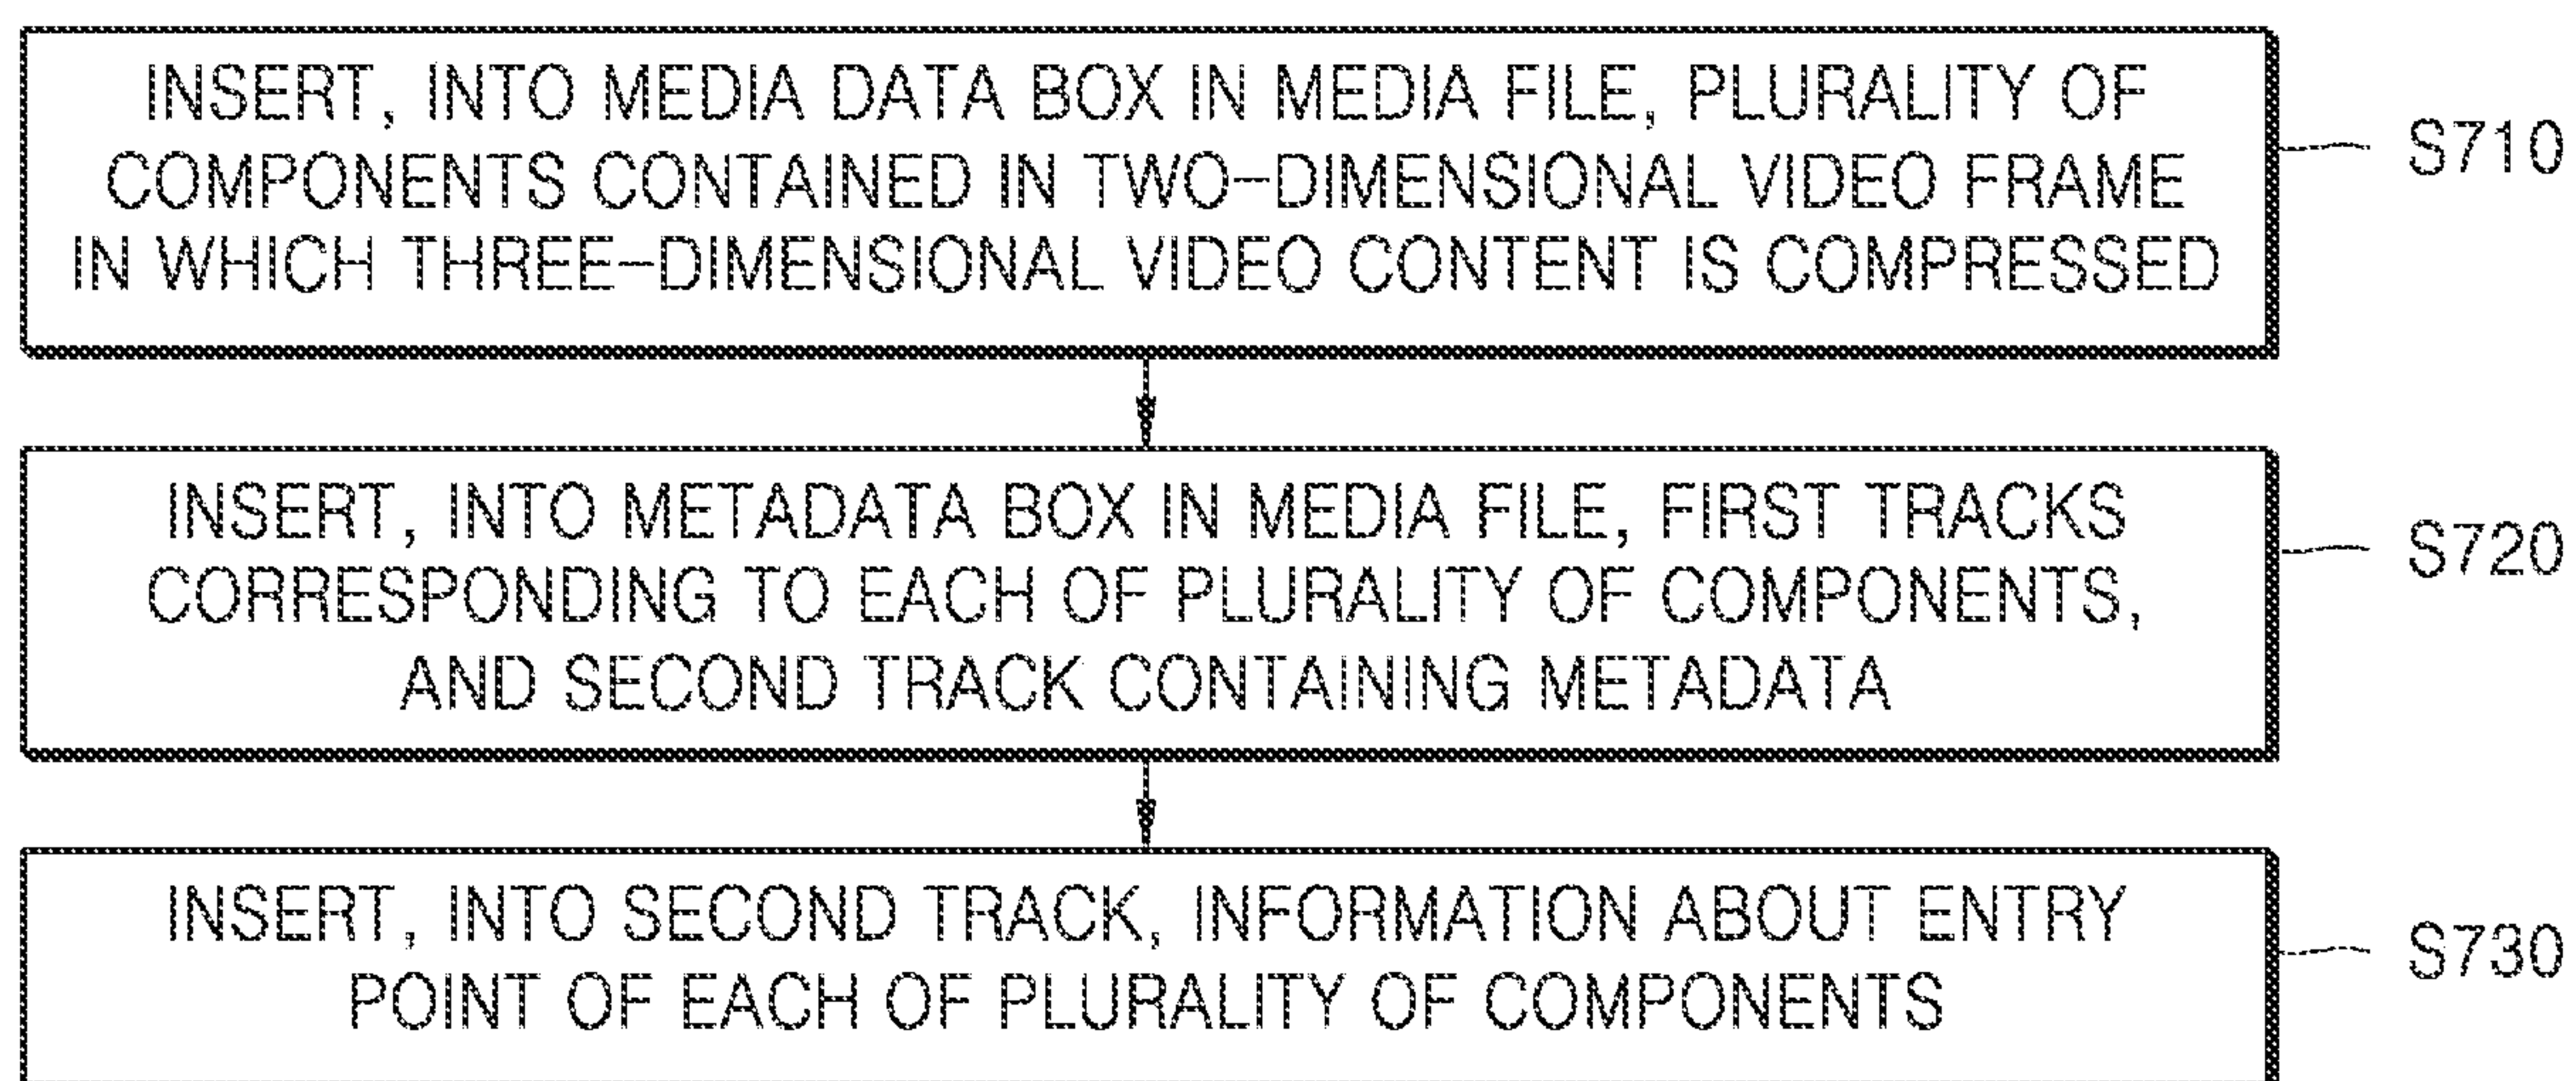 INSERT, INTO MEDIA DATA BOX IN MEDIA FILE, PLURALITY OF
COMPONENTS CONTAINED IN TWO-DIMENSIONAL VIDEO FRAME
IN WHICH THREE-DIMENSIONAL VIDEO CONTENT IS COMPRESSED
S710
INSERT, INTO METADATA BOX IN MEDIA FILE, FIRST TRACKS
CORRESPONDING TO EACH OF PLURALITY OF COMPONENTS,
AND SECOND TRACK CONTAINING METADATA
S720
INSERT, INTO SECOND TRACK, INFORMATION ABOUT ENTRY
POINT OF EACH OF PLURALITY OF COMPONENTS
S730